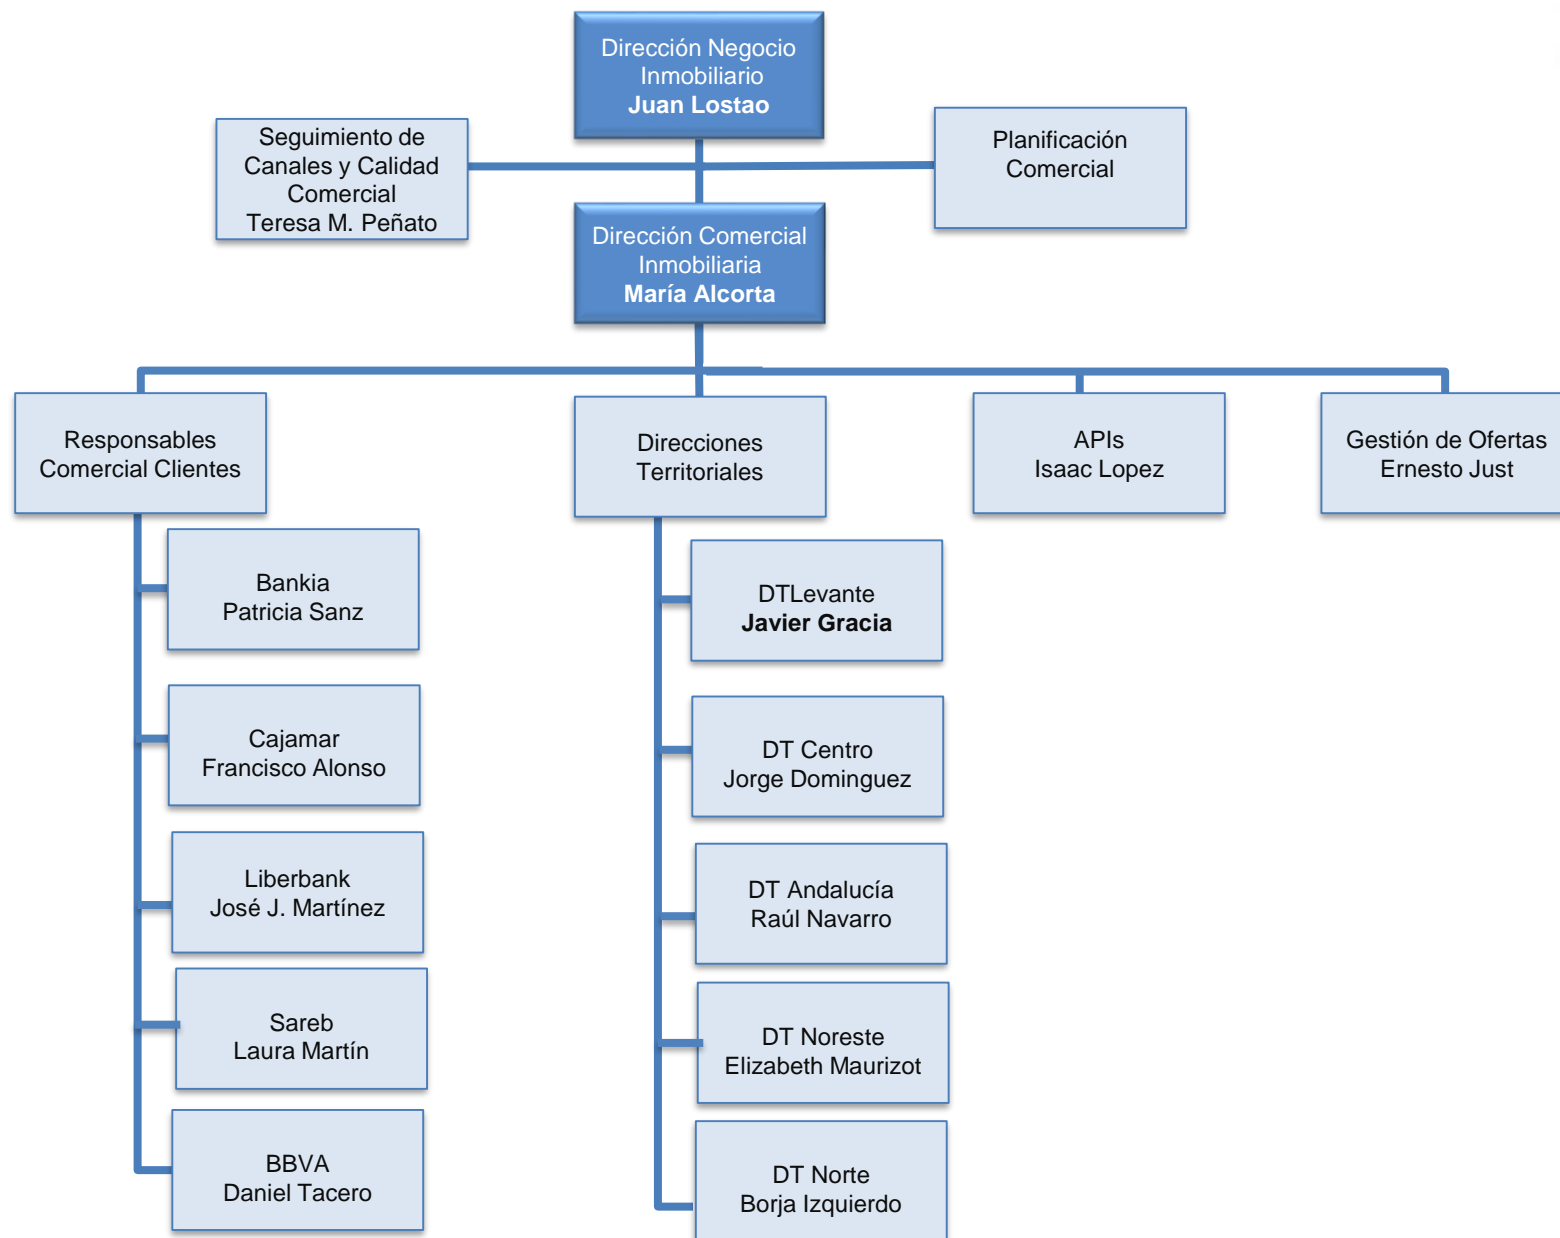 Dirección Negocio
Inmobiliario
Juan Lostao
Seguimiento de
Canales y Calidad
Comercial
Teresa M. Peñato
Planificación
Comercial
Dirección Comercial
Inmobiliaria
María Alcorta
Responsables
Comercial Clientes
Direcciones
Territoriales
APIs
Isaac Lopez
Gestión de Ofertas
Ernesto Just
Bankia
Patricia Sanz
Cajamar
Francisco Alonso
Liberbank
José J. Martínez
Sareb
Laura Martín
BBVA
Daniel Tacero
DTLevante
Javier Gracia
DT Centro
Jorge Dominguez
DT Andalucía
Raúl Navarro
DT Noreste
Elizabeth Maurizot
DT Norte
Borja Izquierdo